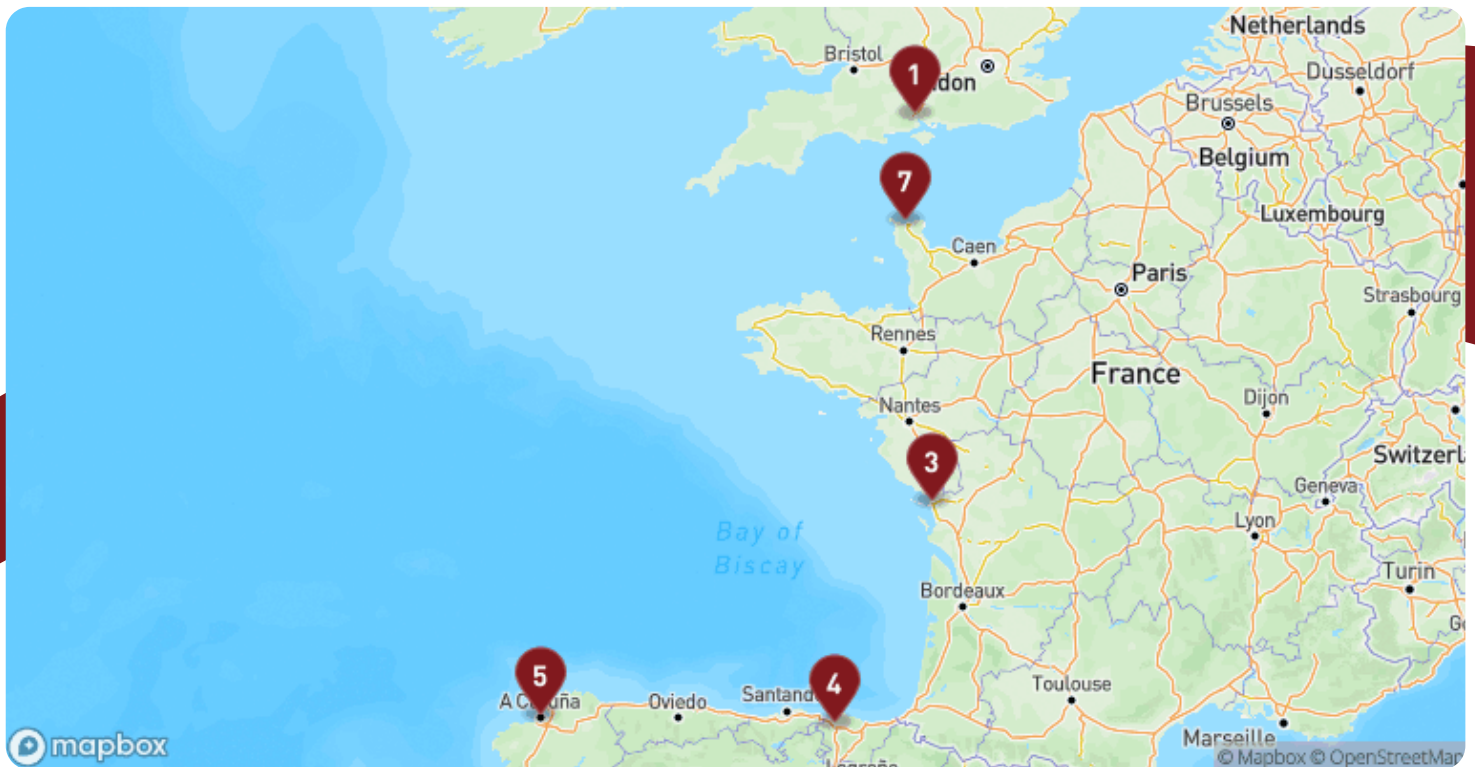 Netherlands
Bristol
1
don
Dusseldorf
Brussels
Belgium
7
Luxembourg
Caen
Paris
Strasbourg
Rennes
France
Nantes
Dijon
3
Switzerl
Geneva
Lyon
Bay of
Biscay
Turin
Bordeaux
5
4
A C uña
Oviedo
Santand
Toulouse
Marseille
mapbox
© Mapbox © OpenStreetMap